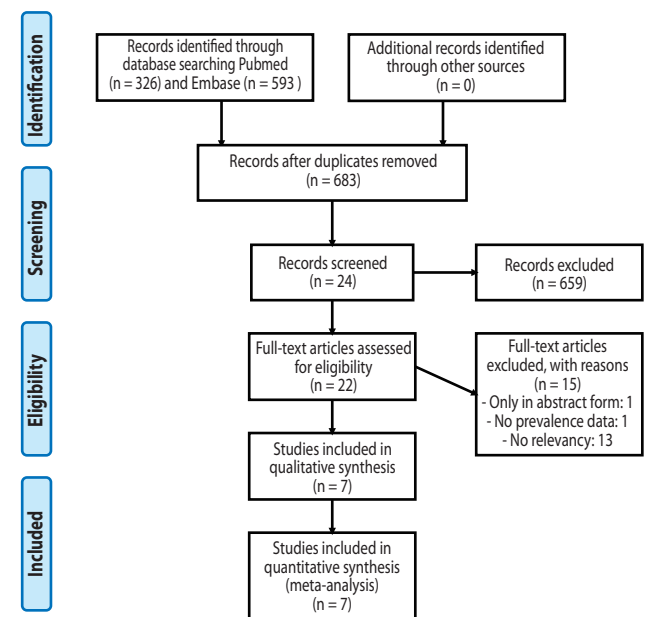 Identification
Records identified through
database searching Pubmed
(n = 326) and Embase (n = 593 )
Additional records identified
through other sources
(n = 0)
Records after duplicates removed
(n = 683)
Screening
Records screened
(n = 24)
Records excluded
(n = 659)
Eligibility
Full-text articles assessed
for eligibility
(n = 22)
Full-text articles
excluded, with reasons
(n = 15)
- Only in abstract form: 1
- No prevalence data: 1
- No relevancy: 13
Studies included in
qualitative synthesis
(n = 7)
Included
Studies included in
quantitative synthesis
(meta-analysis)
(n = 7)